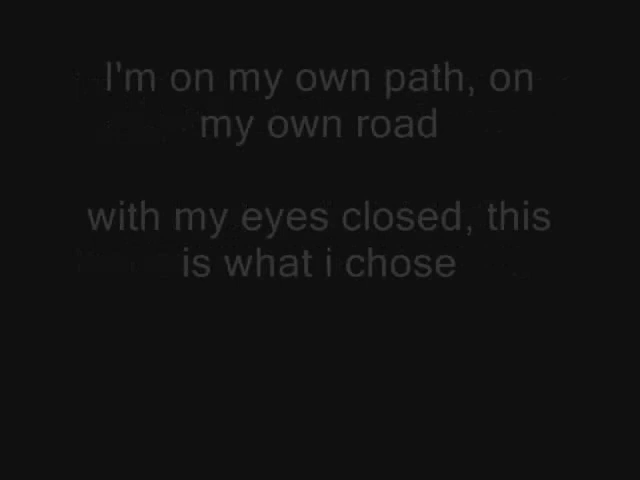 I'm on my own path, on
my own road
with my eyes closed, this
is what i chose